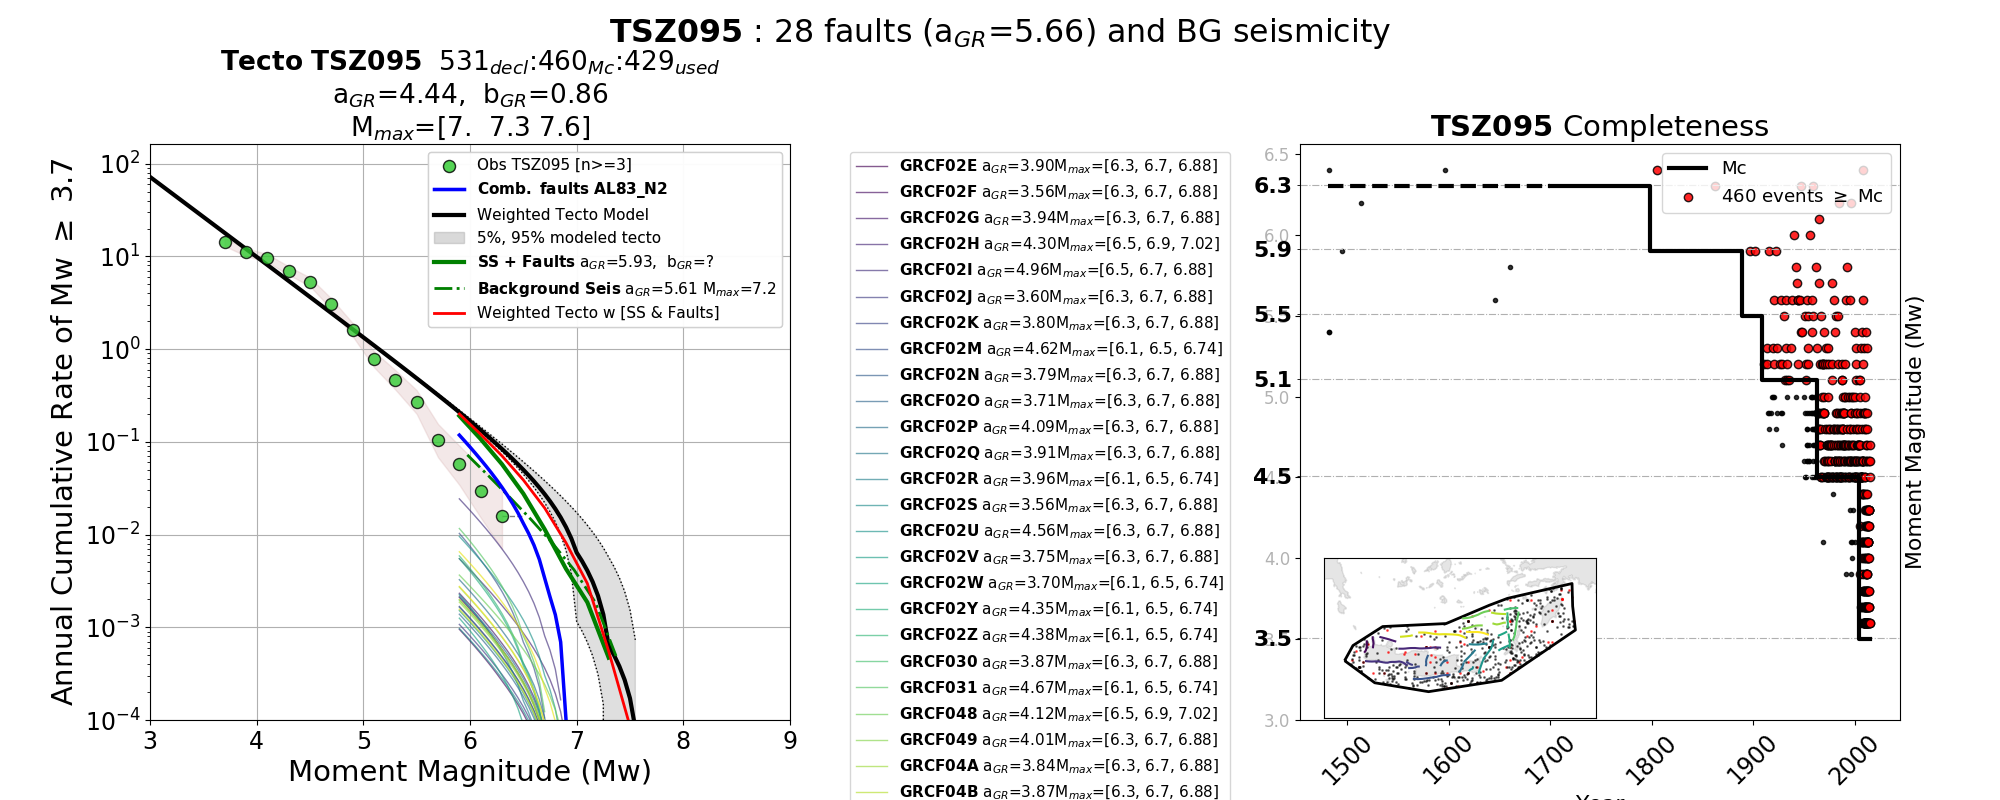 TSZ095 : 28 faults (aGR=5.66) and BG seismicity
Tecto TSZ095 531decl:460Mc:429used
aGR=4.44, bGR=0.86
Mmax=[7. 7.3 7.6]
Annual Cumulative Rate of Mw ≥ 3.7
10^2
10^1
10^0
10^−1
10^−2
10^−3
10^−4
3 4 5 6 7 8 9
Moment Magnitude (Mw)
Obs TSZ095 [n>=3]
Comb. faults AL83_N2
Weighted Tecto Model
5%, 95% modeled tecto
SS + Faults aGR=5.93, bGR=?
Background Seis aGR=5.61 Mmax=7.2
Weighted Tecto w [SS & Faults]
GRCF02E aGR=3.90Mmax=[6.3, 6.7, 6.88]
GRCF02F aGR=3.56Mmax=[6.3, 6.7, 6.88]
GRCF02G aGR=3.94Mmax=[6.3, 6.7, 6.88]
GRCF02H aGR=4.30Mmax=[6.5, 6.9, 7.02]
GRCF02I aGR=4.96Mmax=[6.5, 6.7, 6.88]
GRCF02J aGR=3.60Mmax=[6.3, 6.7, 6.88]
GRCF02K aGR=3.80Mmax=[6.3, 6.7, 6.88]
GRCF02M aGR=4.62Mmax=[6.1, 6.5, 6.74]
GRCF02N aGR=3.79Mmax=[6.3, 6.7, 6.88]
GRCF02O aGR=3.71Mmax=[6.3, 6.7, 6.88]
GRCF02P aGR=4.09Mmax=[6.3, 6.7, 6.88]
GRCF02Q aGR=3.91Mmax=[6.3, 6.7, 6.88]
GRCF02R aGR=3.96Mmax=[6.1, 6.5, 6.74]
GRCF02S aGR=3.56Mmax=[6.3, 6.7, 6.88]
GRCF02U aGR=4.56Mmax=[6.3, 6.7, 6.88]
GRCF02V aGR=3.75Mmax=[6.3, 6.7, 6.88]
GRCF02W aGR=3.70Mmax=[6.1, 6.5, 6.74]
GRCF02Y aGR=4.35Mmax=[6.1, 6.5, 6.74]
GRCF02Z aGR=4.38Mmax=[6.1, 6.5, 6.74]
GRCF030 aGR=3.87Mmax=[6.3, 6.7, 6.88]
GRCF031 aGR=4.67Mmax=[6.1, 6.5, 6.74]
GRCF048 aGR=4.12Mmax=[6.5, 6.9, 7.02]
GRCF049 aGR=4.01Mmax=[6.3, 6.7, 6.88]
GRCF04A aGR=3.84Mmax=[6.3, 6.7, 6.88]
GRCF04B aGR=3.87Mmax=[6.3, 6.7, 6.88]
TSZ095 Completeness
Mc
460 events ≥ Mc
6.5
6.3
6.0
5.9
5.5
5.1
5.0
4.5
4.0
3.5
3.0
1500 1600 1700 1800 1900 2000
Moment Magnitude (Mw)